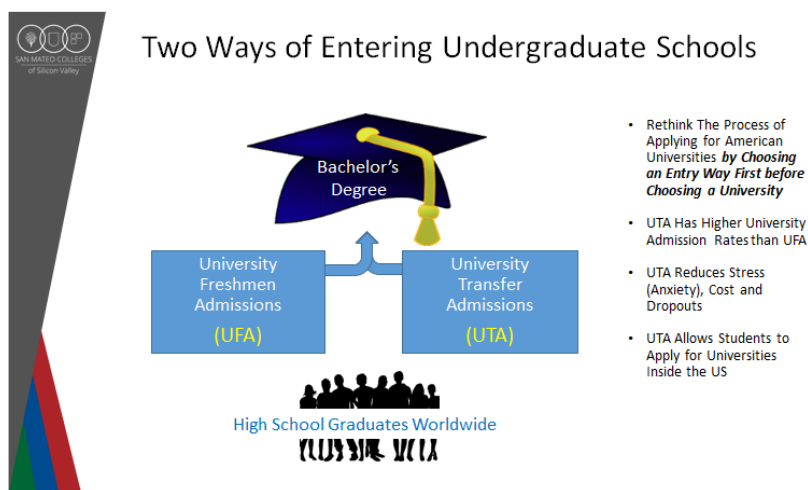 SAN MATEO COLLEGES
of Silicon Valley
Two Ways of Entering Undergraduate Schools
Bachelor's
Degree
University
Freshmen
Admissions
(UFA)
University
Transfer
Admissions
(UTA)
High School Graduates Worldwide
• Rethink The Process of
Applying for American
Universities by Choosing
an Entry Way First before
Choosing a University
• UTA Has Higher University
Admission Rates than UFA
• UTA Reduces Stress
(Anxiety), Cost and
Dropouts
• UTA Allows Students to
Apply for Universities
Inside the US